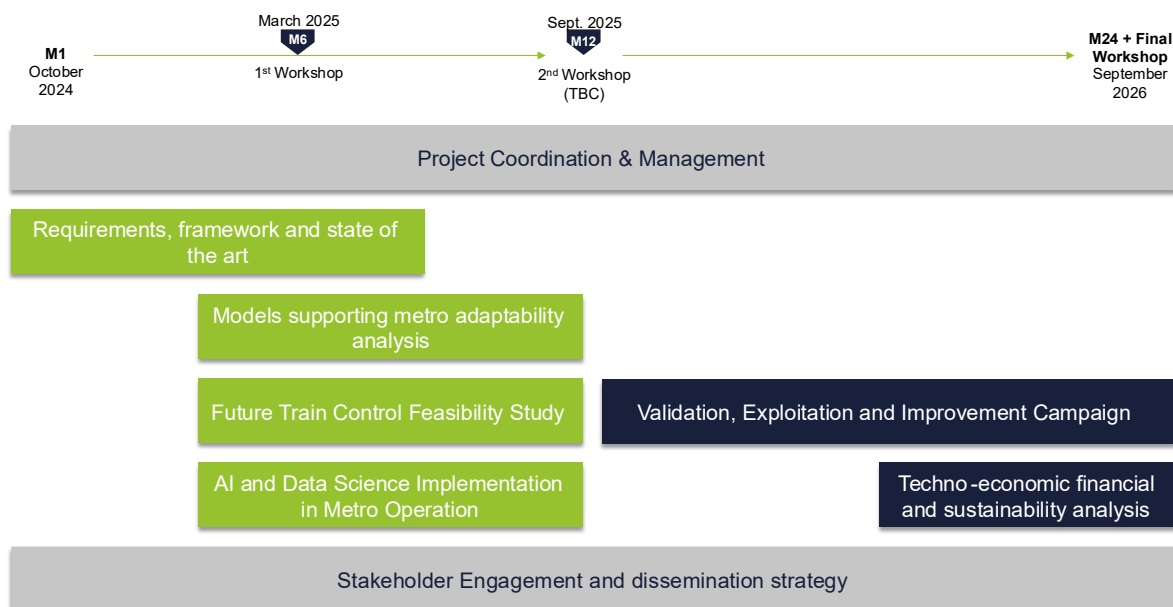 March 2025
M6
1st Workshop
Sept. 2025
M12
2nd Workshop
(TBC)
M1
October
2024
M24 + Final
Workshop
September
2026
Project Coordination & Management
Requirements, framework and state of
the art
Models supporting metro adaptability
analysis
Future Train Control Feasibility Study
Validation, Exploitation and Improvement Campaign
AI and Data Science Implementation
in Metro Operation
Techno-economic financial
and sustainability analysis
Stakeholder Engagement and dissemination strategy